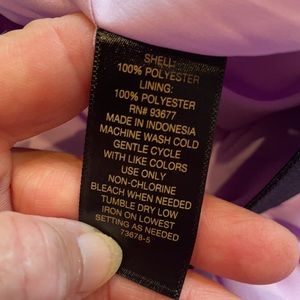 SHELL:
100% POLYESTER
LINING:
100% POLYESTER
RN# 93677
MADE IN INDONESIA
MACHINE WASH COLD
GENTLE CYCLE
WITH LIKE COLORS
USE ONLY
NON-CHLORINE
BLEACH WHEN NEEDED
TUMBLE DRY LOW
IRON ON LOWEST
SETTING AS NEEDED
73678-5